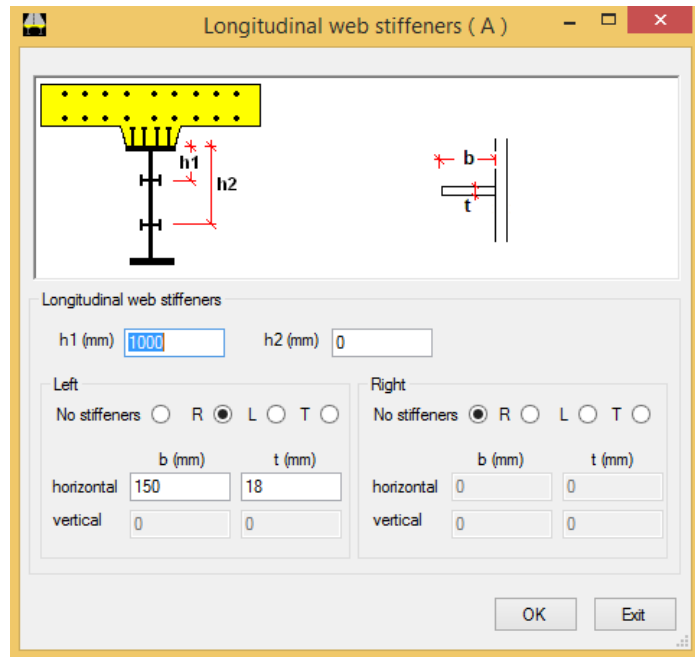 Longitudinal web stiffeners ( A )
h1
h2
b
t
Longitudinal web stiffeners
h1 (mm) 1000 h2 (mm) 0
Left
No stiffeners R L T
b (mm) t (mm)
horizontal 150 18
vertical 0 0
Right
No stiffeners R L T
b (mm) t (mm)
horizontal 0 0
vertical 0 0
OK Exit